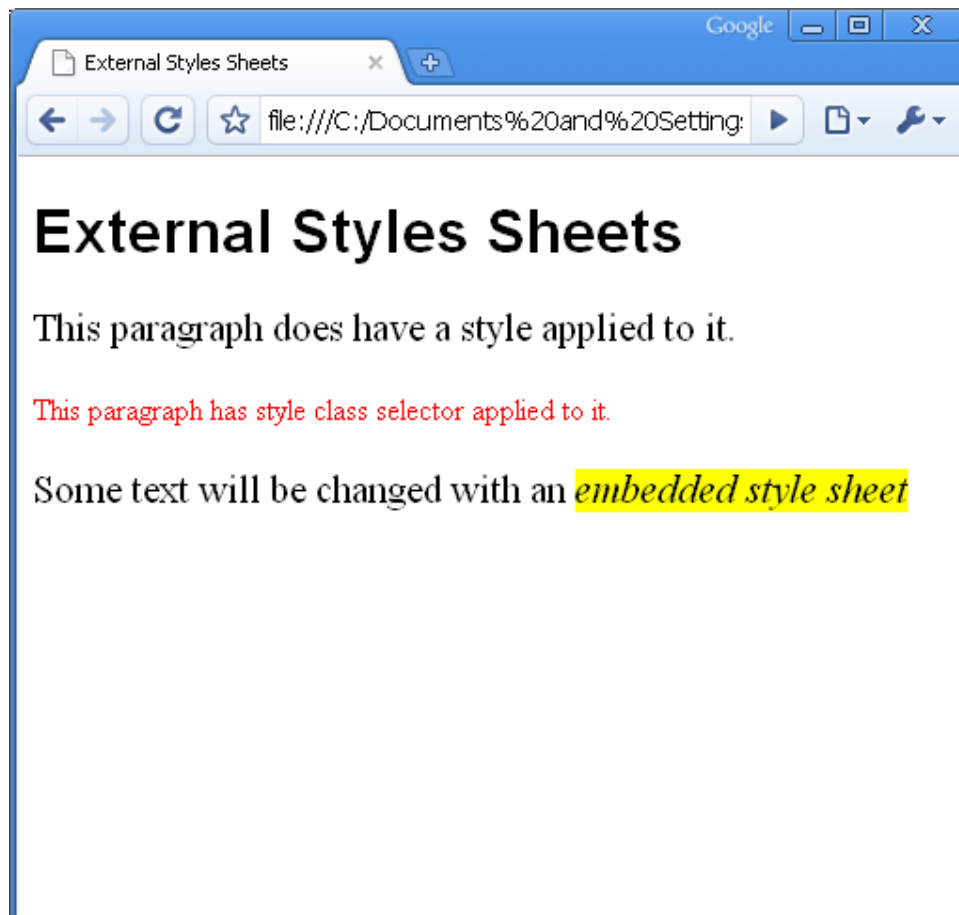 Google
External Styles Sheets
file:///C:/Documents%20and%20Setting
External Styles Sheets
This paragraph does have a style applied to it.
This paragraph has style class selector applied to it.
Some text will be changed with an embedded style sheet